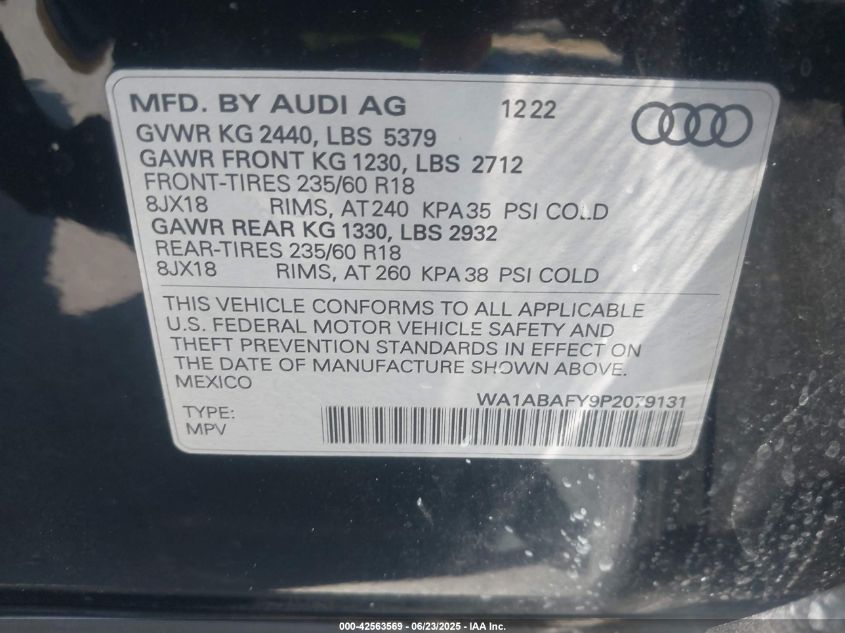 MFD. BY AUDI AG 12 22
GVWR KG 2440, LBS 5379
GAWR FRONT KG 1230, LBS 2712
FRONT-TIRES 235/60 R18
8JX18 RIMS, AT 240 KPA 35 PSI COLD
GAWR REAR KG 1330, LBS 2932
REAR-TIRES 235/60 R18
8JX18 RIMS, AT 260 KPA 38 PSI COLD
THIS VEHICLE CONFORMS TO ALL APPLICABLE
U.S. FEDERAL MOTOR VEHICLE SAFETY AND
THEFT PREVENTION STANDARDS IN EFFECT ON
THE DATE OF MANUFACTURE SHOWN ABOVE.
MEXICO
WA1ABAFY9P2079131
TYPE:
MPV
000-42563569 - 06/23/2025 - IAA Inc.